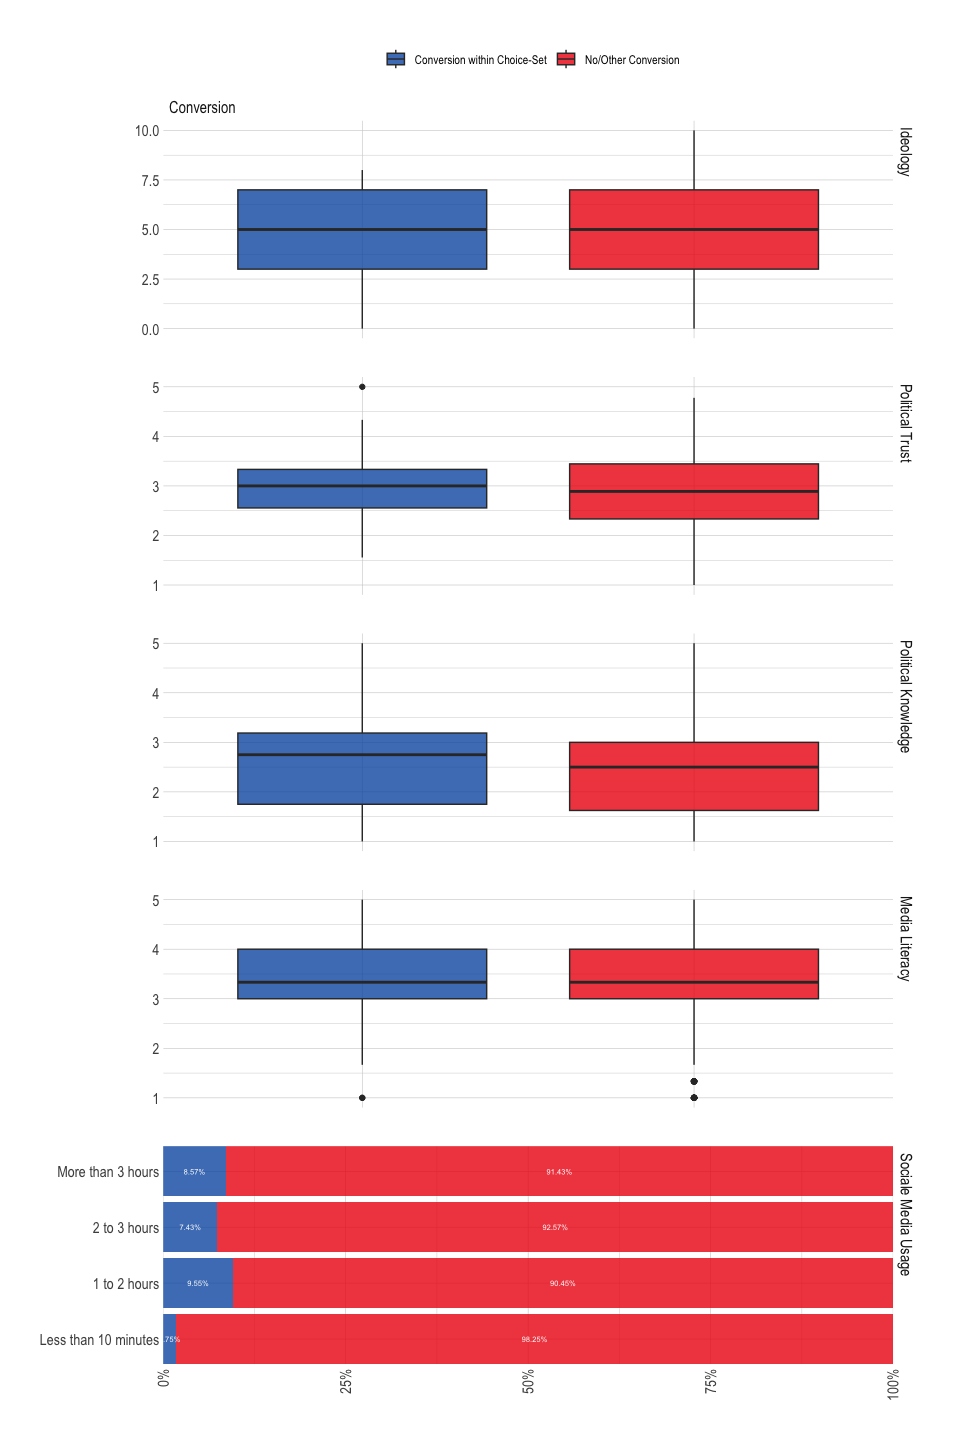 Conversion within Choice-Set No/Other Conversion
Conversion
10.0
7.5
5.0
2.5
0.0
Ideology
5
4
3
2
1
Political Trust
5
4
3
2
1
Political Knowledge
5
4
3
2
1
Media Literacy
More than 3 hours 8.57% 91.43%
2 to 3 hours 7.43% 92.57%
1 to 2 hours 9.55% 90.45%
Less than 10 minutes .75% 98.25%
Sociale Media Usage
0% 25% 50% 75% 100%